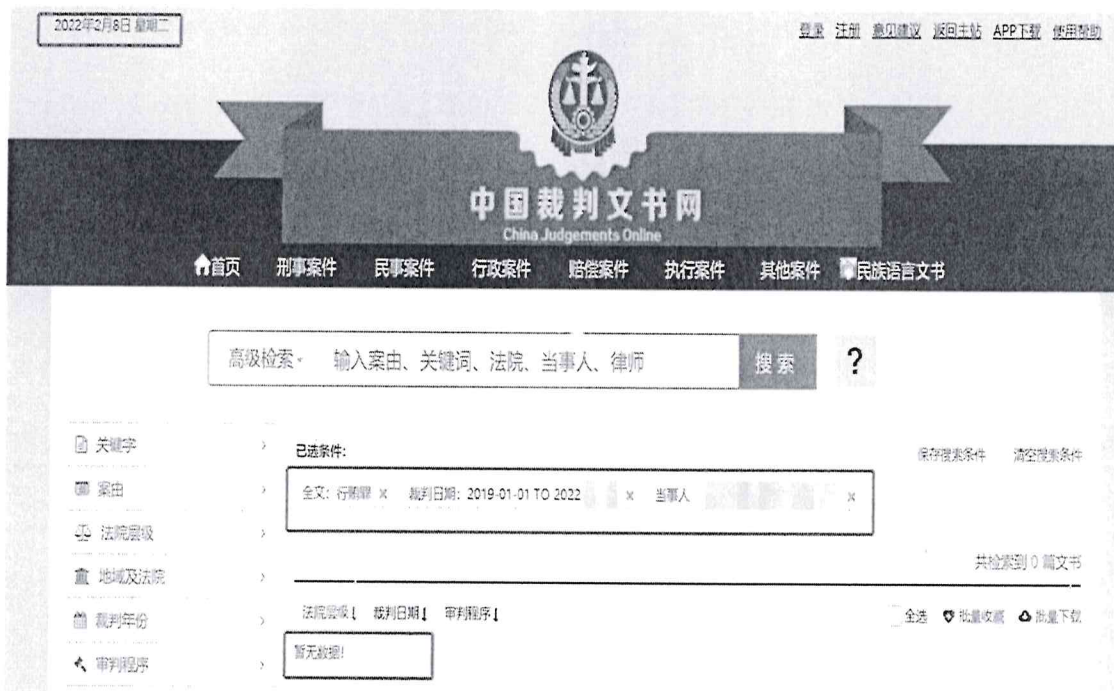 2022年2月8日 星期二
登录 注册 意见建议 返回主站 APP下载 使用帮助
中国裁判文书网
China Judgements Online
首页 刑事案件 民事案件 行政案件 赔偿案件 执行案件 其他案件 民族语言文书
高级检索 输入案由、关键词、法院、当事人、律师 搜索 ?
关键字
已选条件: 保存搜索条件 清空搜索条件
案由
全文: 行贿罪 × 裁判日期: 2019-01-01 TO 2022 × 当事人 ×
法院层级
共检索到 0 篇文书
地域及法院
法院层级 裁判日期 审判程序 全选 批量收藏 批量下载
裁判年份
暂无数据!
审判程序